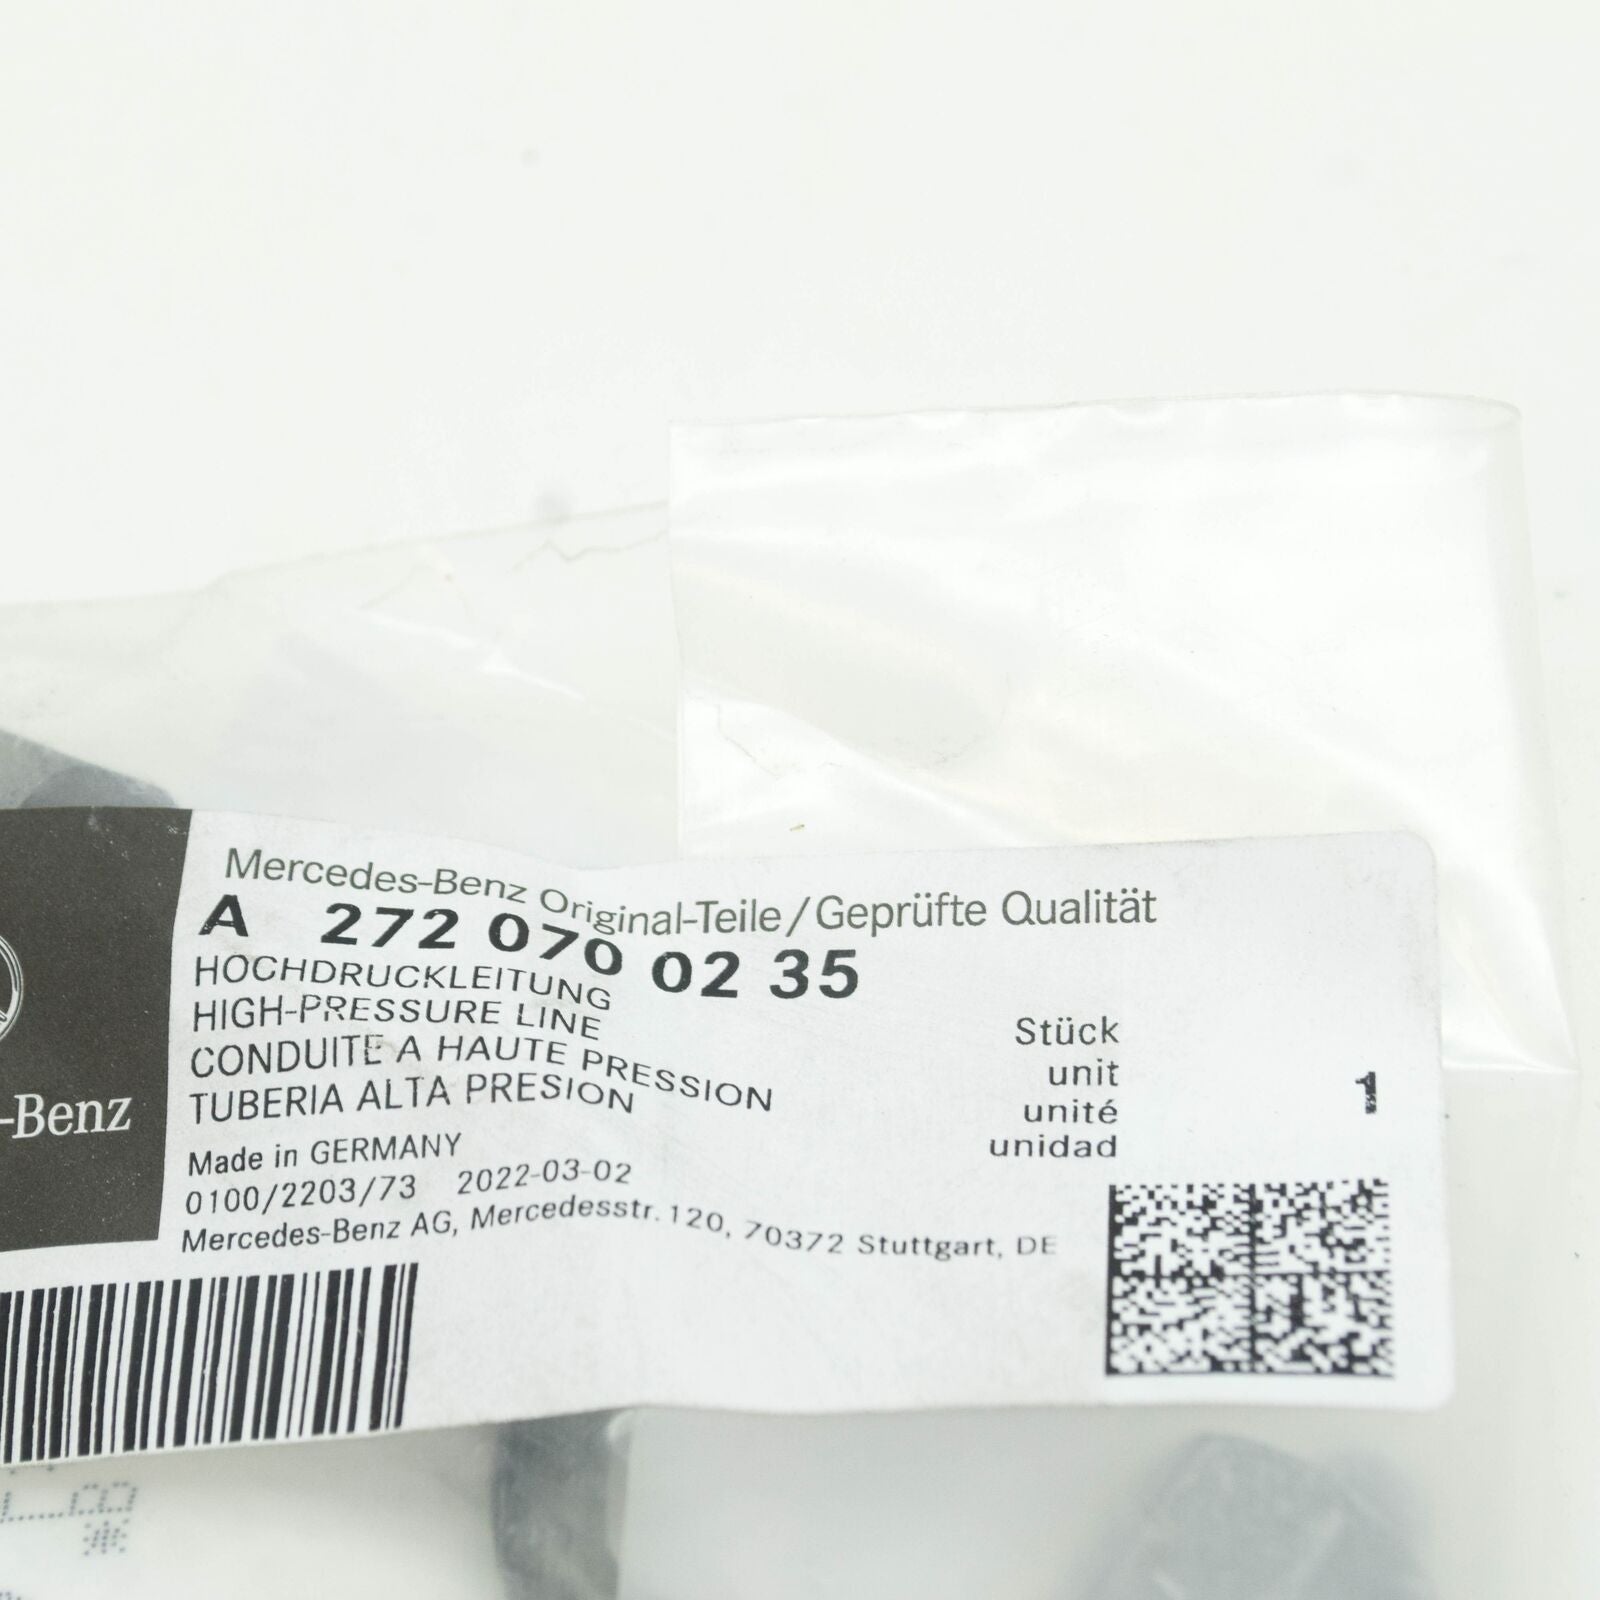 Mercedes-Benz Original-Teile/Geprüfte Qualität
A 272 070 02 35
HOCHDRUCKLEITUNG
HIGH-PRESSURE LINE
CONDUITE A HAUTE PRESSION
TUBERIA ALTA PRESION
Stück
unit
unité
unidad
1
-Benz
Made in GERMANY
0100/2203/73 2022-03-02
Mercedes-Benz AG, Mercedesstr. 120, 70372 Stuttgart, DE